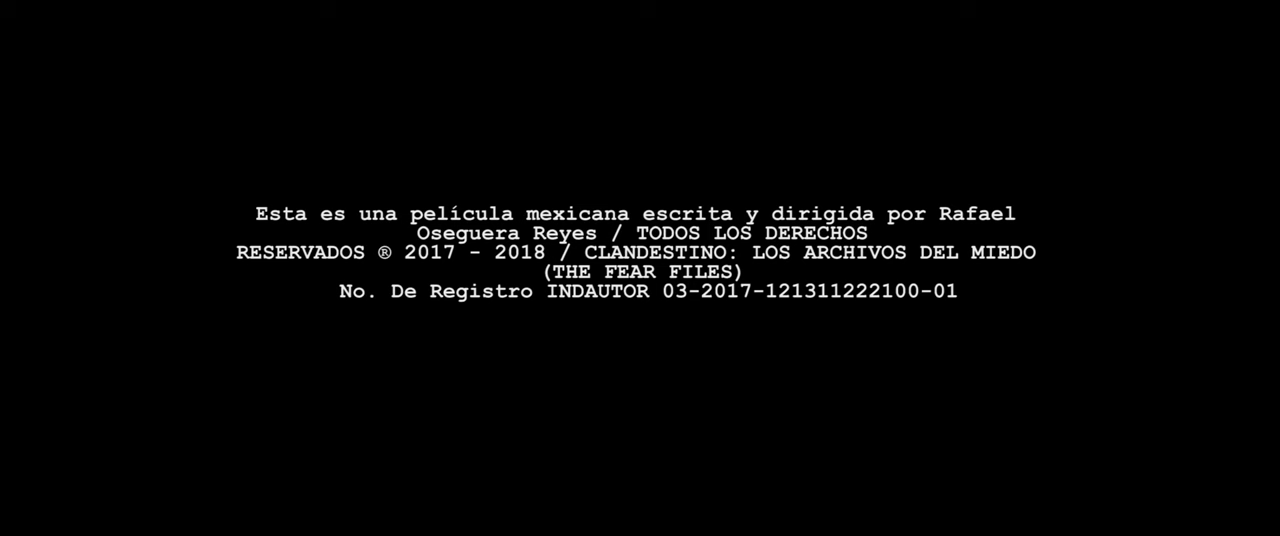 Esta es una película mexicana escrita y dirigida por Rafael
Oseguera Reyes / TODOS LOS DERECHOS
RESERVADOS ® 2017 - 2018 / CLANDESTINO: LOS ARCHIVOS DEL MIEDO
(THE FEAR FILES)
No. De Registro INDAUTOR 03-2017-121311222100-01